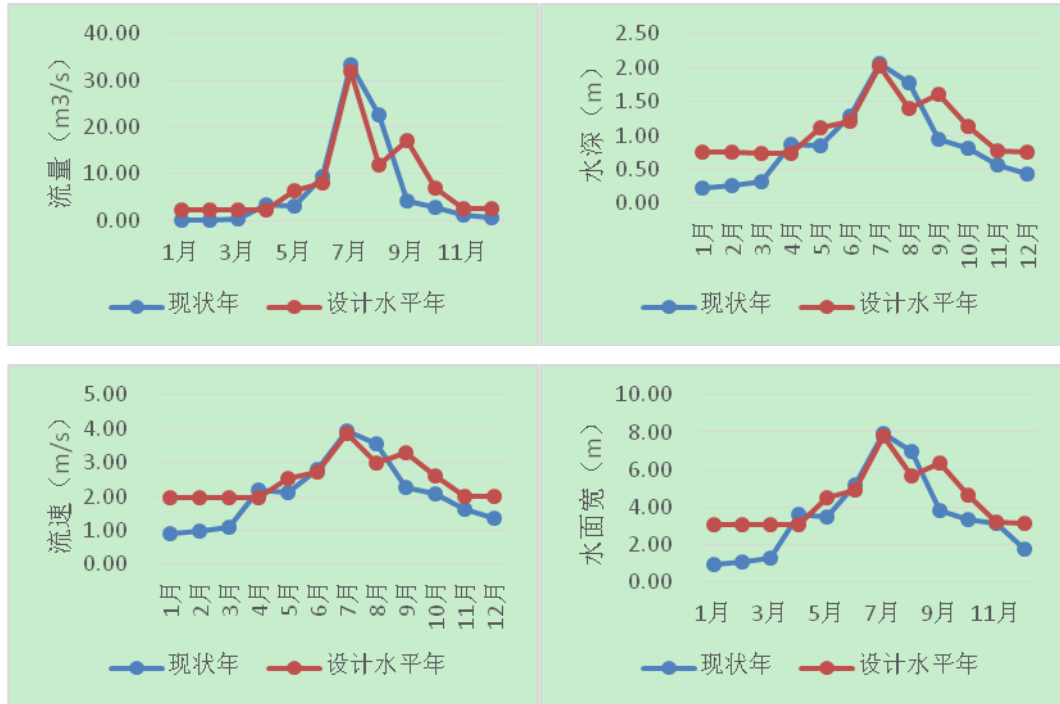 流量（m3/s）
40.00
30.00
20.00
10.00
0.00
1月 3月 5月 7月 9月 11月
现状年 设计水平年
水深（m）
2.50
2.00
1.50
1.00
0.50
0.00
1月 2月 3月 4月 5月 6月 7月 8月 9月 10月 11月 12月
现状年 设计水平年
流速（m/s）
5.00
4.00
3.00
2.00
1.00
0.00
1月 2月 3月 4月 5月 6月 7月 8月 9月 10月 11月 12月
现状年 设计水平年
水面宽（m）
10.00
8.00
6.00
4.00
2.00
0.00
1月 3月 5月 7月 9月 11月
现状年 设计水平年